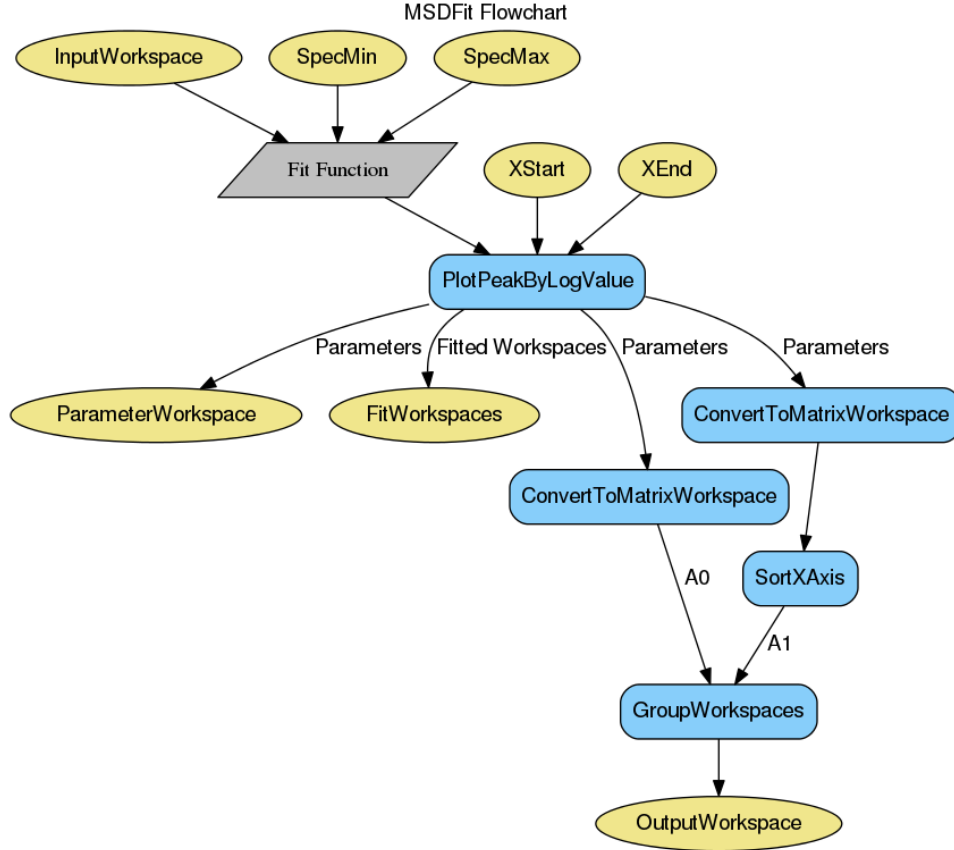 MSDFit Flowchart
InputWorkspace
SpecMin
SpecMax
Fit Function
XStart
XEnd
PlotPeakByLogValue
Parameters
Fitted Workspaces
Parameters
Parameters
ParameterWorkspace
FitWorkspaces
ConvertToMatrixWorkspace
ConvertToMatrixWorkspace
A0
SortXAxis
A1
GroupWorkspaces
OutputWorkspace